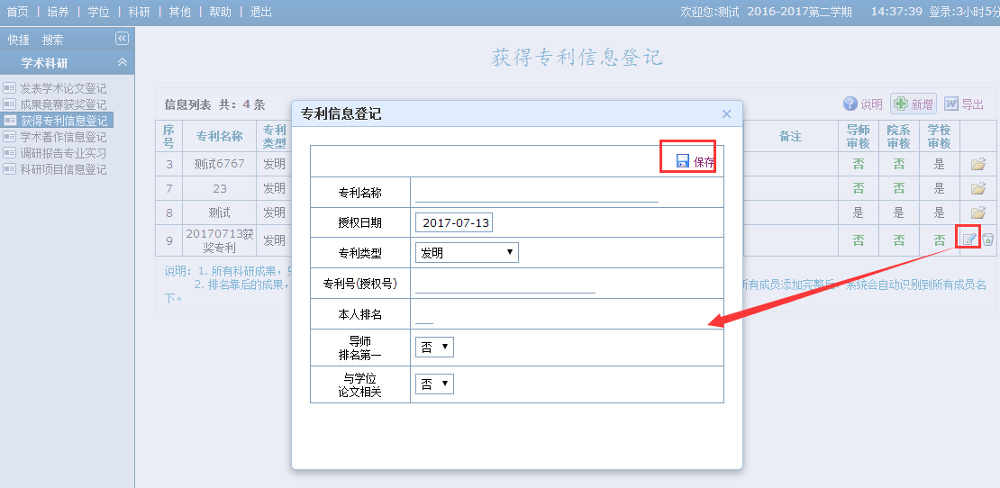 首页 | 培养 | 学位 | 科研 | 其他 | 帮助 | 退出
欢迎您:测试 2016-2017第二学期 14:37:39 登录:3小时5分
快捷 搜索
学术科研
发表学术论文登记
成果竞赛获奖登记
获得专利信息登记
学术著作信息登记
调研报告专业实习
科研项目信息登记
获得专利信息登记
信息列表 共: 4 条
说明 新增 导出
序号 专利名称 专利类型 备注 导师审核 院系审核 学校审核
3 测试6767 发明 否 否 是
7 23 发明 否 否 是
8 测试 发明 是 是 是
9 20170713获奖专利 发明 否 否 否
说明: 1. 所有科研成果,
2. 排名靠后的成果,
所有成员添加完整后,系统会自动识别到所有成员名
下。
专利信息登记
保存
专利名称
授权日期 2017-07-13
专利类型 发明
专利号(授权号)
本人排名
导师
排名第一 否
与学位
论文相关 否